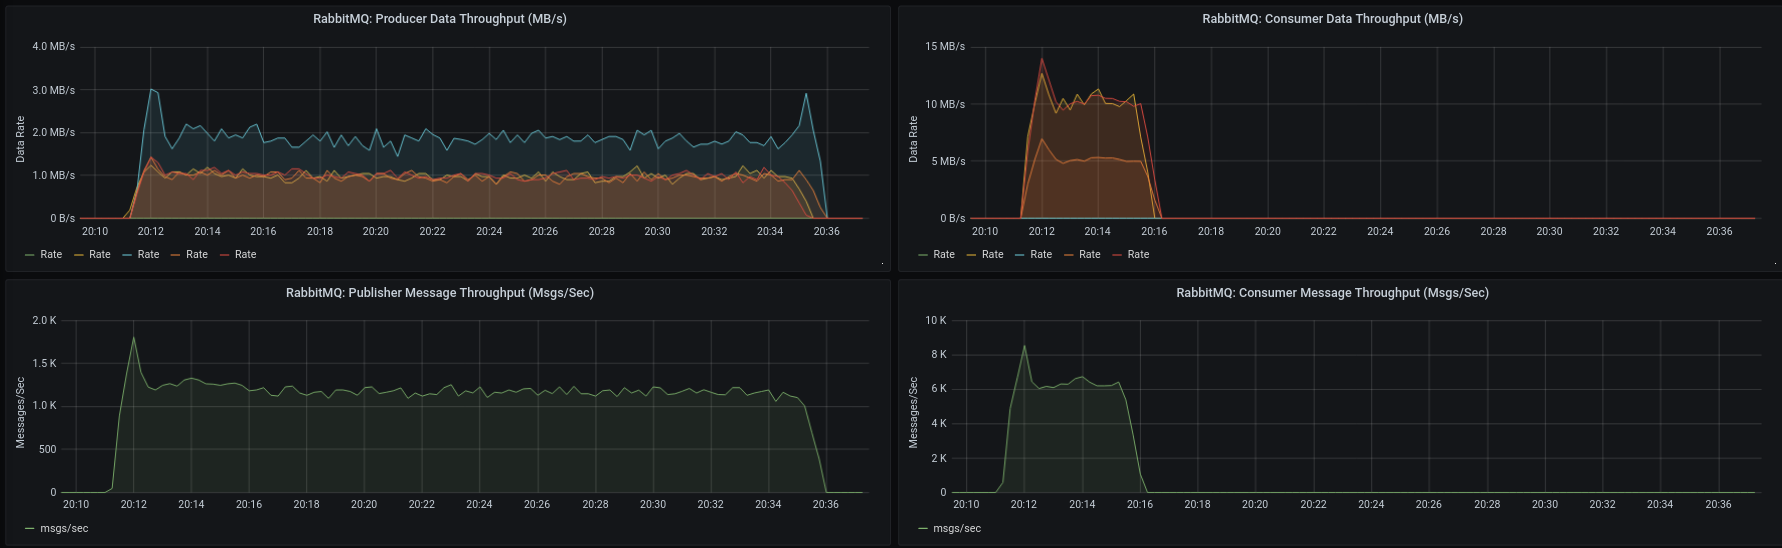 RabbitMQ: Producer Data Throughput (MB/s)
4.0 MB/s
3.0 MB/s
2.0 MB/s
1.0 MB/s
0 B/s
Data Rate
20:10 20:12 20:14 20:16 20:18 20:20 20:22 20:24 20:26 20:28 20:30 20:32 20:34 20:36
Rate Rate Rate Rate Rate
RabbitMQ: Consumer Data Throughput (MB/s)
15 MB/s
10 MB/s
5 MB/s
0 B/s
Data Rate
20:10 20:12 20:14 20:16 20:18 20:20 20:22 20:24 20:26 20:28 20:30 20:32 20:34 20:36
Rate Rate Rate Rate Rate
RabbitMQ: Publisher Message Throughput (Msgs/Sec)
2.0 K
1.5 K
1.0 K
500
0
Messages/Sec
20:10 20:12 20:14 20:16 20:18 20:20 20:22 20:24 20:26 20:28 20:30 20:32 20:34 20:36
msgs/sec
RabbitMQ: Consumer Message Throughput (Msgs/Sec)
10 K
8 K
6 K
4 K
2 K
0
Messages/Sec
20:10 20:12 20:14 20:16 20:18 20:20 20:22 20:24 20:26 20:28 20:30 20:32 20:34 20:36
msgs/sec